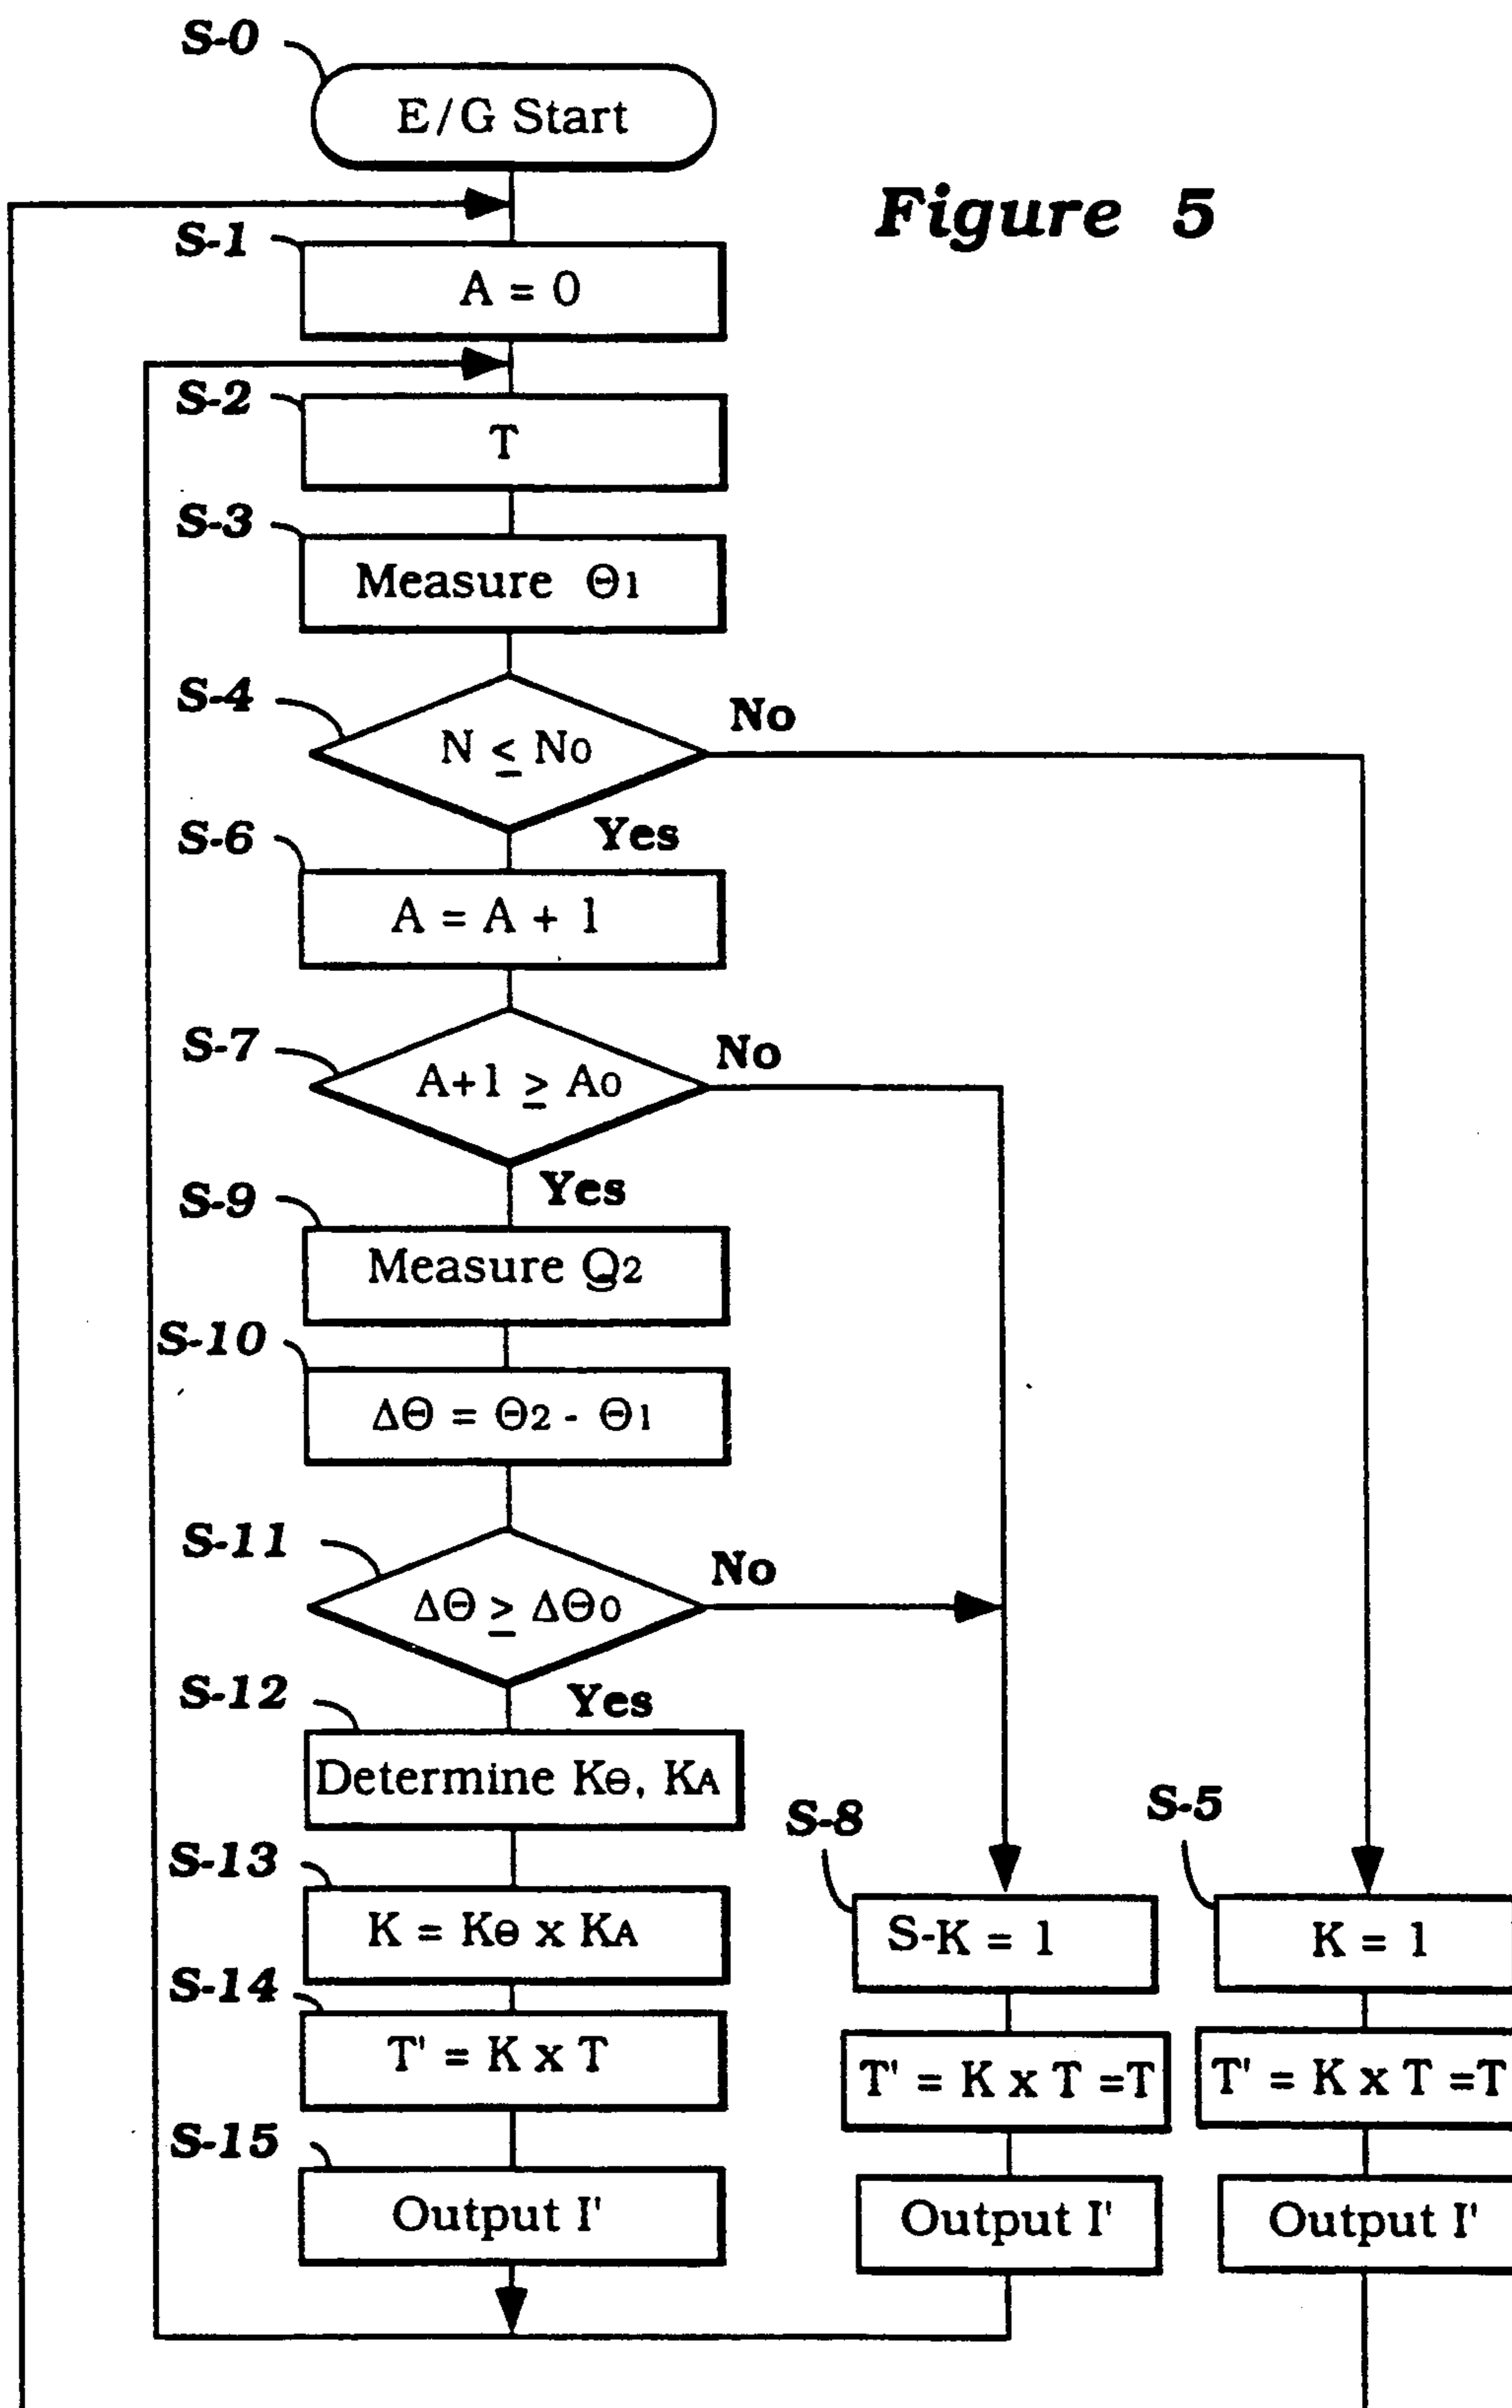 S-0
E/G Start
Figure 5
S-1
A = 0
S-2
T
S-3
Measure Θ1
S-4
N ≤ No
No
Yes
S-6
A = A + 1
S-7
A+1 ≥ Ao
No
Yes
S-9
Measure Q2
S-10
ΔΘ = Θ2 - Θ1
S-11
ΔΘ ≥ ΔΘo
No
Yes
S-12
Determine KΘ, KA
S-13
K = KΘ x KA
S-14
T' = K x T
S-15
Output I'
S-8
S-K = 1
T' = K x T =T
Output I'
S-5
K = 1
T' = K x T =T
Output I'